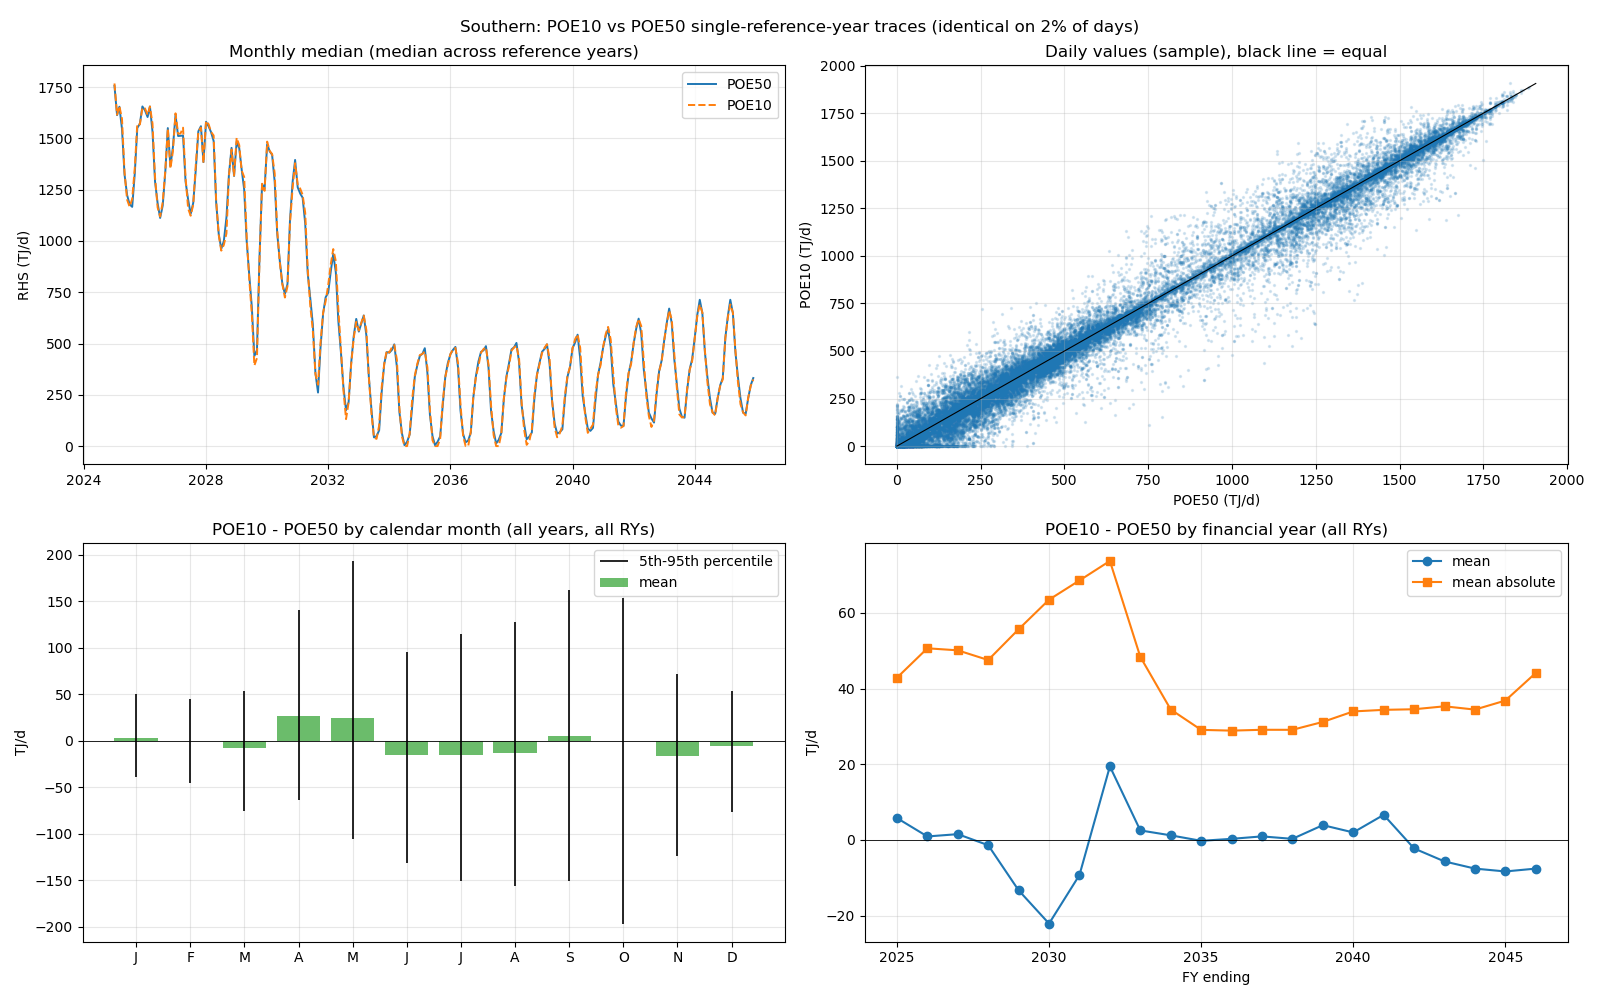 Southern: POE10 vs POE50 single-reference-year traces (identical on 2% of days)
Monthly median (median across reference years)
RHS (TJ/d)
1750
1500
1250
1000
750
500
250
0
2024
2028
2032
2036
2040
2044
POE50
POE10
Daily values (sample), black line = equal
POE10 (TJ/d)
2000
1750
1500
1250
1000
750
500
250
0
0
250
500
750
1000
1250
1500
1750
2000
POE50 (TJ/d)
POE10 - POE50 by calendar month (all years, all RYs)
TJ/d
200
150
100
50
0
−50
−100
−150
−200
J
F
M
A
M
J
J
A
S
O
N
D
5th-95th percentile
mean
POE10 - POE50 by financial year (all RYs)
TJ/d
60
40
20
0
−20
2025
2030
2035
2040
2045
FY ending
mean
mean absolute